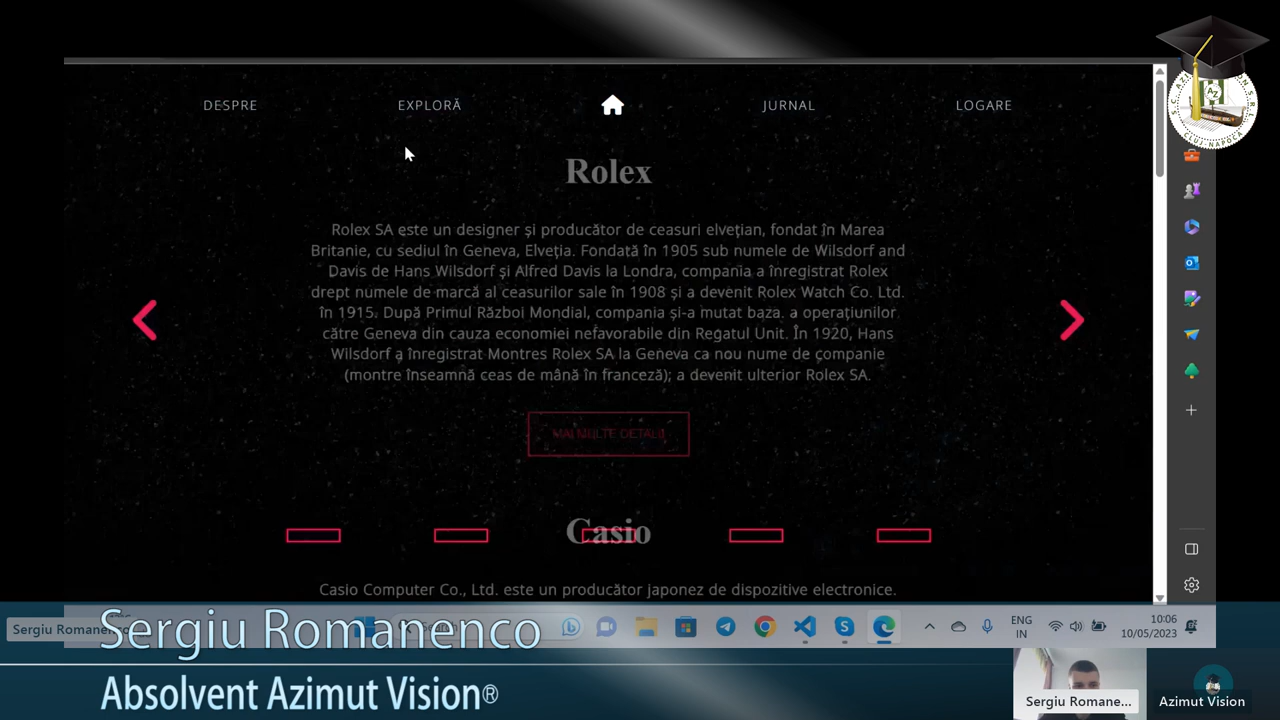 DESPRE
EXPLORĂ
JURNAL
LOGARE
Rolex
Rolex SA este un designer și producător de ceasuri elvețian, fondat în Marea
Britanie, cu sediul în Geneva, Elveția. Fondată în 1905 sub numele de Wilsdorf and
Davis de Hans Wilsdorf și Alfred Davis la Londra, compania a înregistrat Rolex
drept numele de marcă al ceasurilor sale în 1908 și a devenit Rolex Watch Co. Ltd.
în 1915. După Primul Război Mondial, compania și-a mutat baza. a operațiunilor
către Geneva din cauza economiei nefavorabile din Regatul Unit. În 1920, Hans
Wilsdorf a înregistrat Montres Rolex SA la Geneva ca nou nume de companie
(montre înseamnă ceas de mână în franceză); a devenit ulterior Rolex SA.
MAI MULTE DETALII
Casio
Casio Computer Co., Ltd. este un producător japonez de dispozitive electronice.
ENG
IN
10:06
10/05/2023
Sergiu Romanenco
Absolvent Azimut Vision®
Sergiu Romane...
Azimut Vision
AZ
CLUJ-NAPOCA